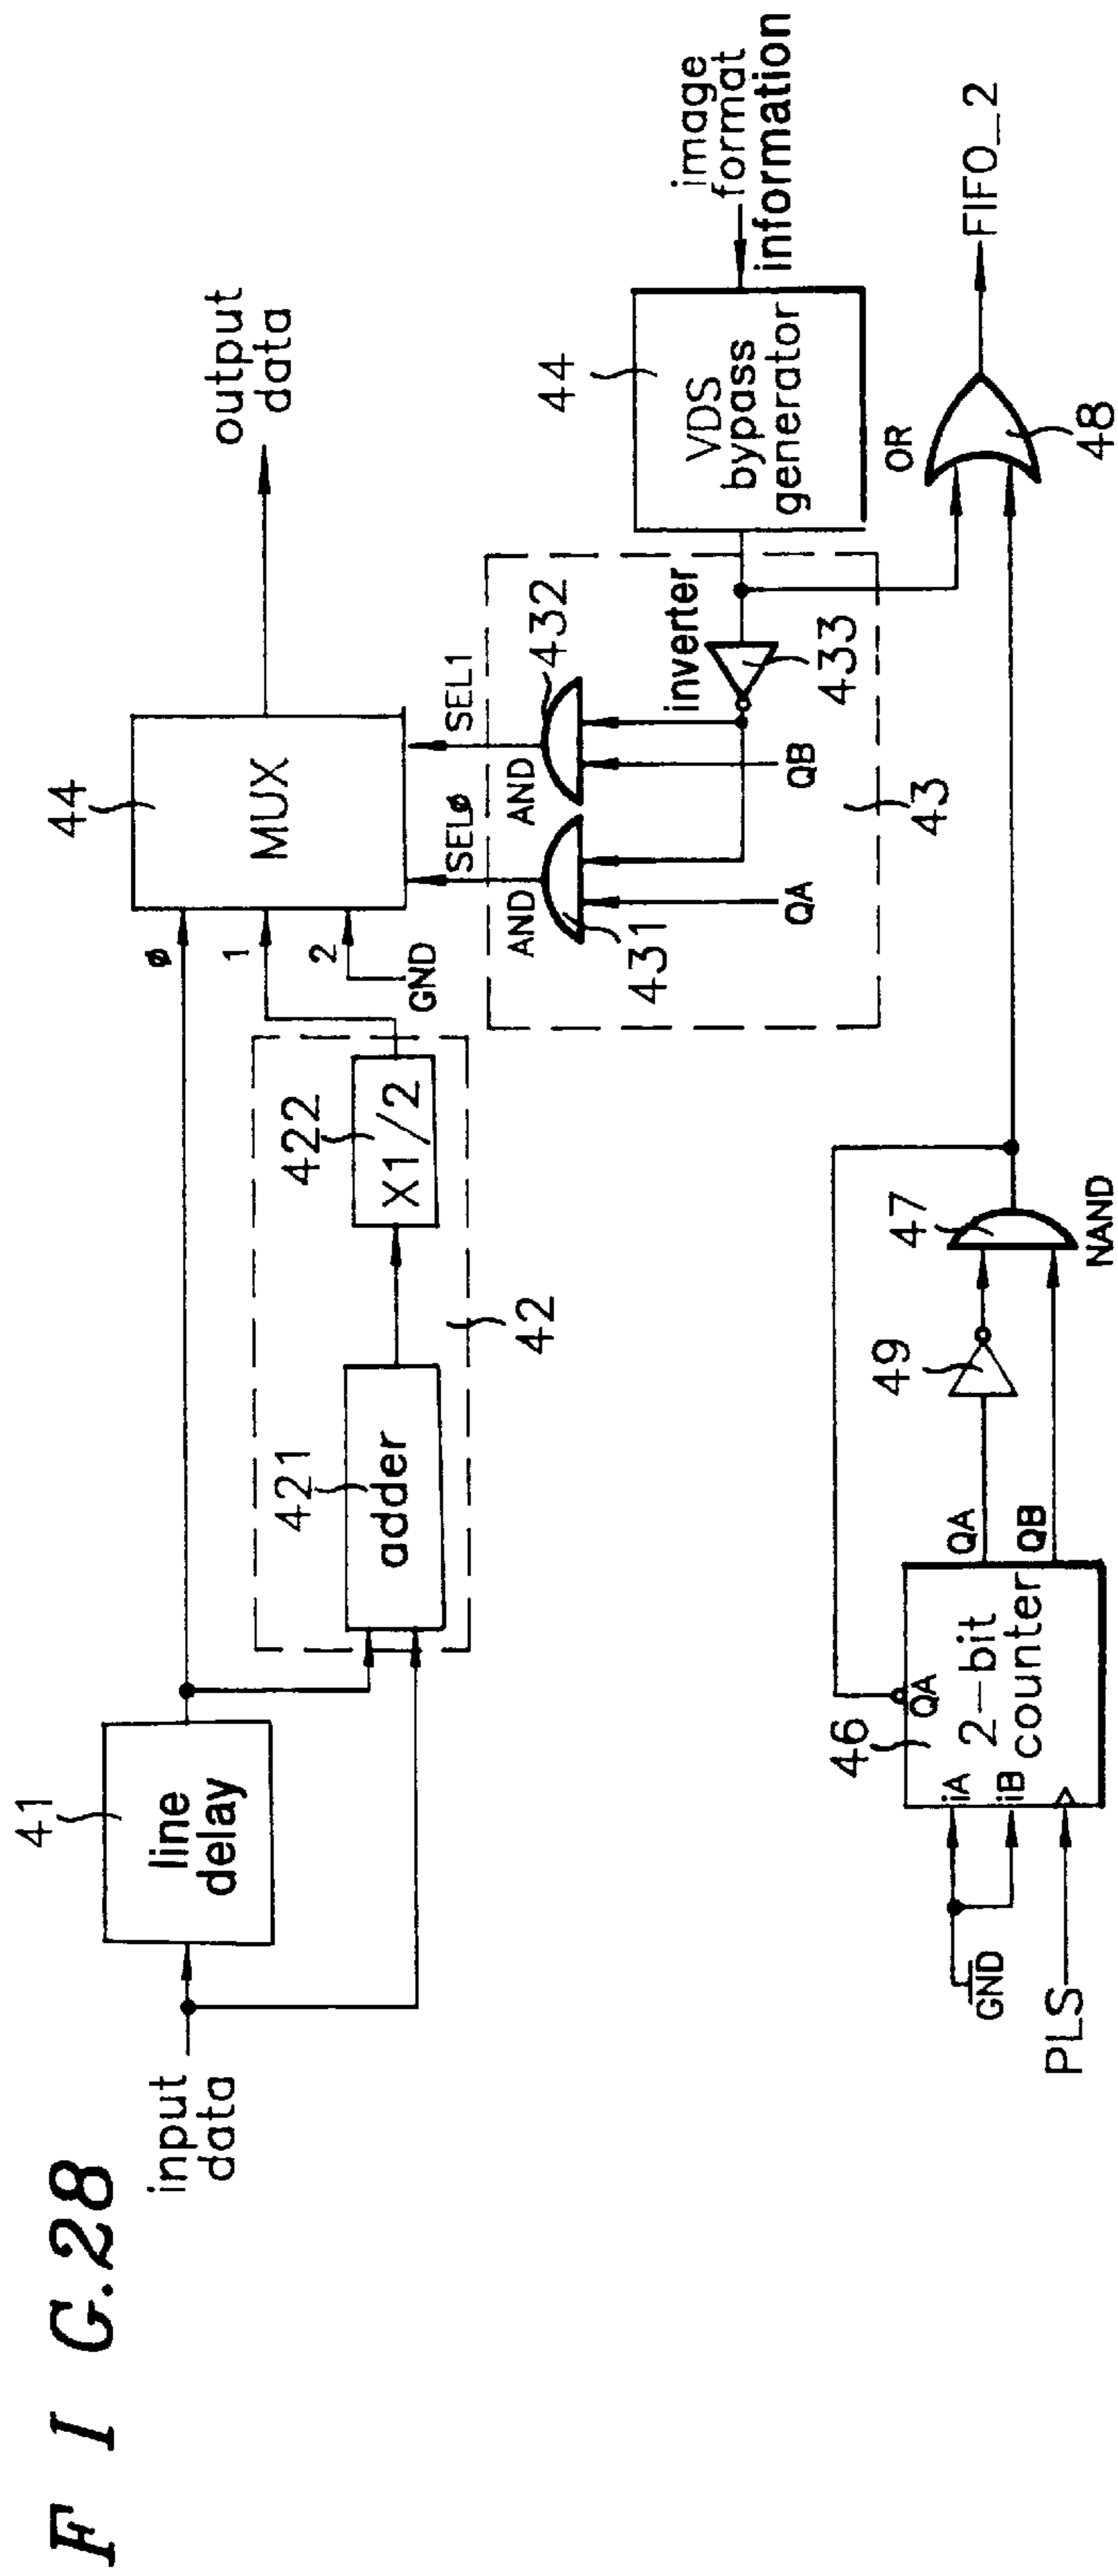 FIG.28
input
data
41
line
delay
421
adder
422
X1/2
42
ø
1
2
GND
44
MUX
output
data
SELø
SEL1
AND
AND
431
432
QA
QB
inverter
433
43
44
VDS
bypass
generator
image
format
information
GND
PLS
46
iA
iB
QA
2-bit
counter
QA
QB
49
47
NAND
OR
48
FIFO_2